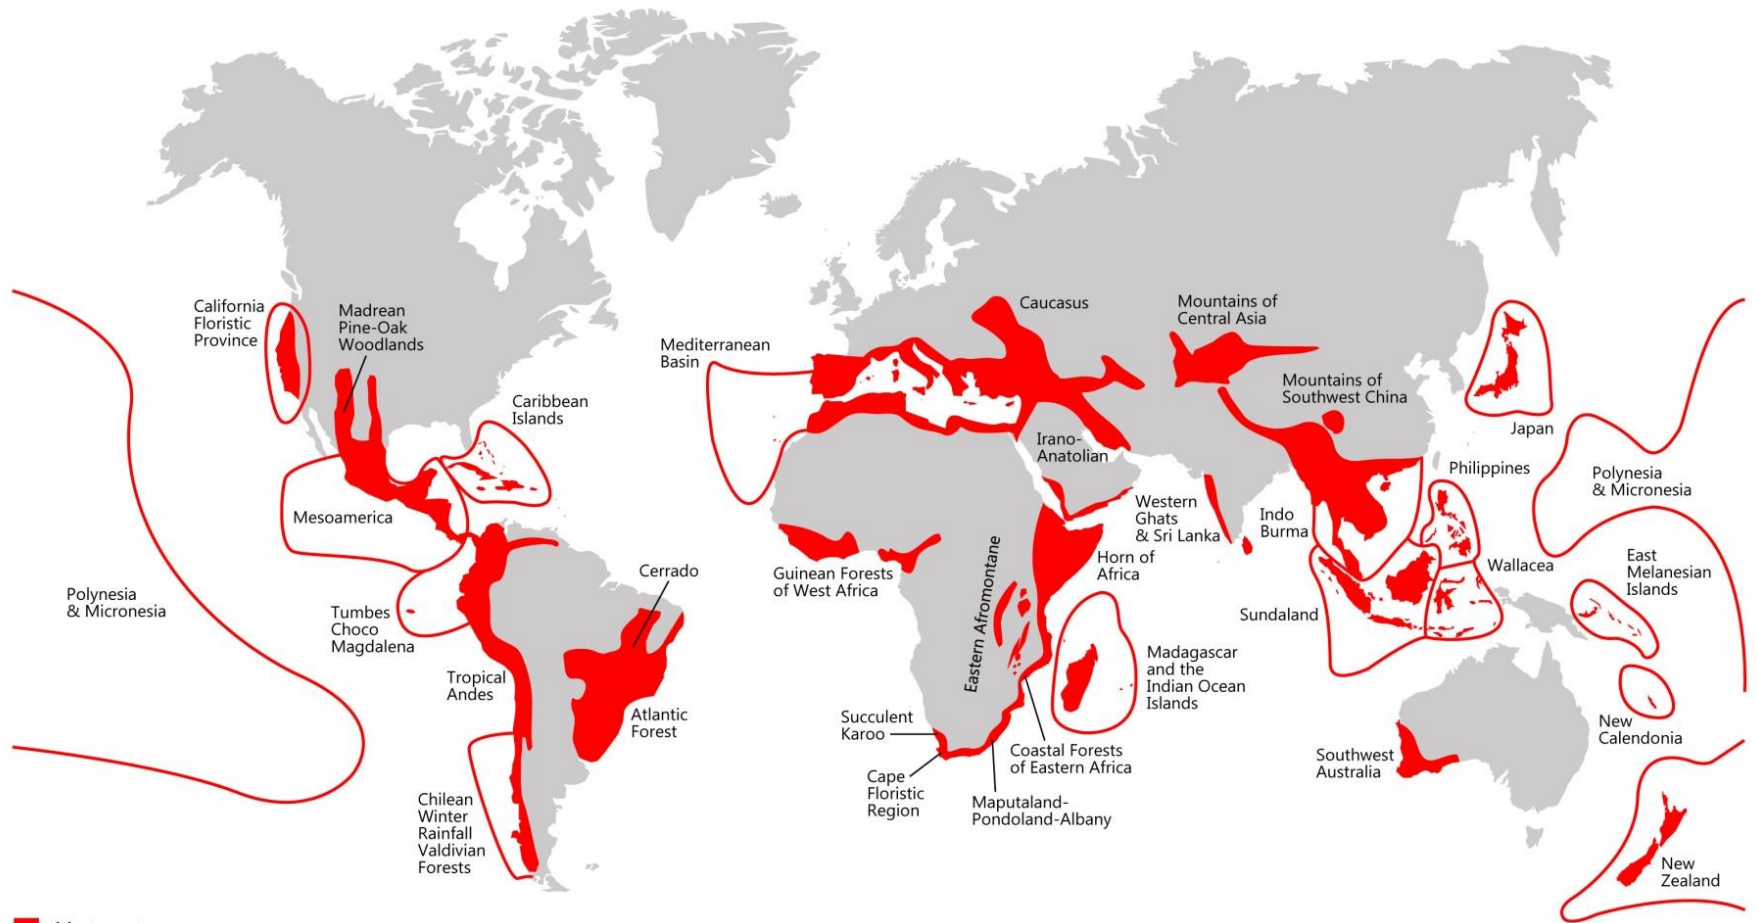 California
Floristic
Province
Madrean
Pine-Oak
Woodlands
Caribbean
Islands
Mesoamerica
Polynesia
& Micronesia
Tumbes
Choco
Magdalena
Tropical
Andes
Cerrado
Atlantic
Forest
Chilean
Winter
Rainfall
Valdivian
Forests
Mediterranean
Basin
Caucasus
Irano-
Anatolian
Mountains of
Central Asia
Mountains of
Southwest China
Guinean Forests
of West Africa
Eastern Afromontane
Horn of
Africa
Western
Ghats
& Sri Lanka
Indo
Burma
Succulent
Karoo
Cape
Floristic
Region
Maputaland-
Pondoland-Albany
Coastal Forests
of Eastern Africa
Madagascar
and the
Indian Ocean
Islands
Japan
Philippines
Polynesia
& Micronesia
Wallacea
East
Melanesian
Islands
Sundaland
Southwest
Australia
New
Calendonia
New
Zealand